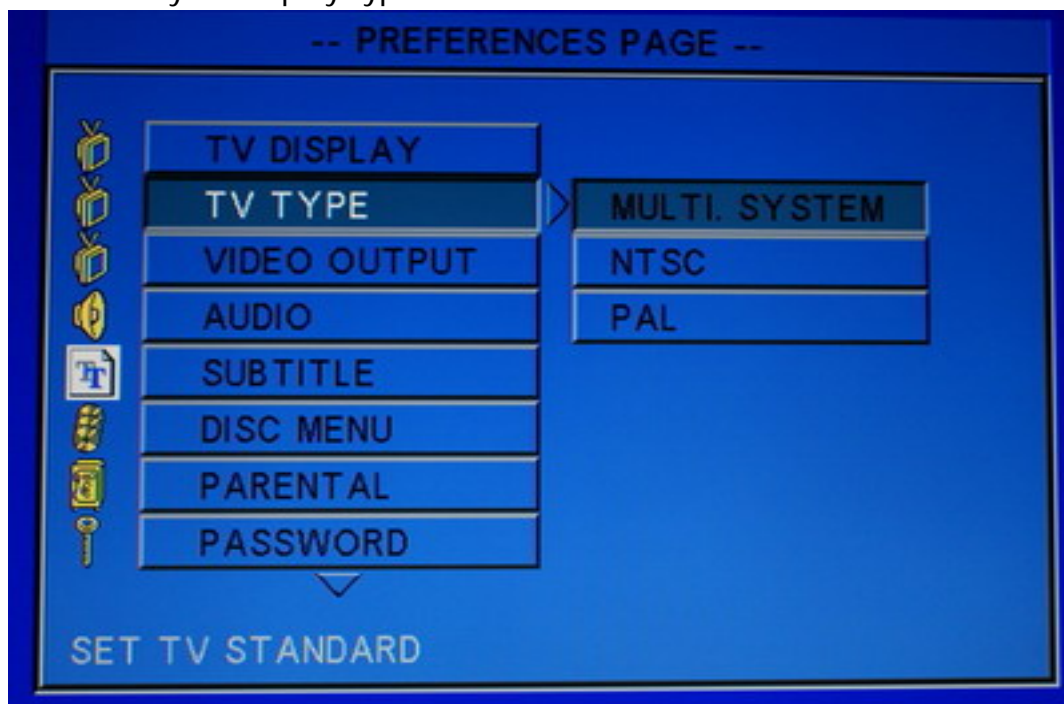 -- PREFERENCES PAGE --
TV DISPLAY
TV TYPE
MULTI. SYSTEM
VIDEO OUTPUT
NTSC
AUDIO
PAL
SUBTITLE
TT
DISC MENU
PARENTAL
PASSWORD
SET TV STANDARD